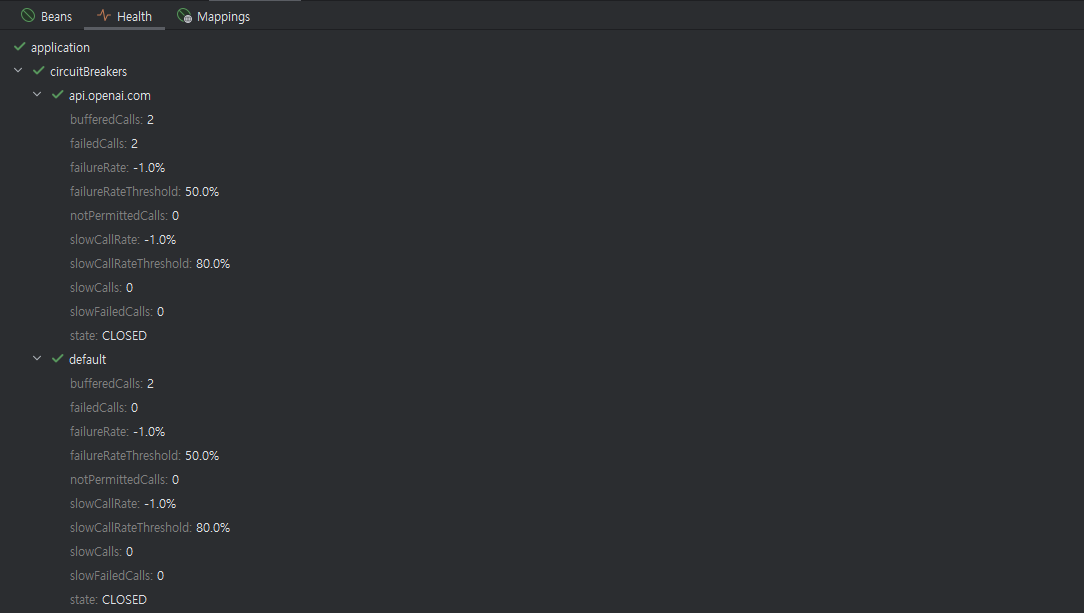 Beans Health Mappings
application
circuitBreakers
api.openai.com
bufferedCalls: 2
failedCalls: 2
failureRate: -1.0%
failureRateThreshold: 50.0%
notPermittedCalls: 0
slowCallRate: -1.0%
slowCallRateThreshold: 80.0%
slowCalls: 0
slowFailedCalls: 0
state: CLOSED
default
bufferedCalls: 2
failedCalls: 0
failureRate: -1.0%
failureRateThreshold: 50.0%
notPermittedCalls: 0
slowCallRate: -1.0%
slowCallRateThreshold: 80.0%
slowCalls: 0
slowFailedCalls: 0
state: CLOSED